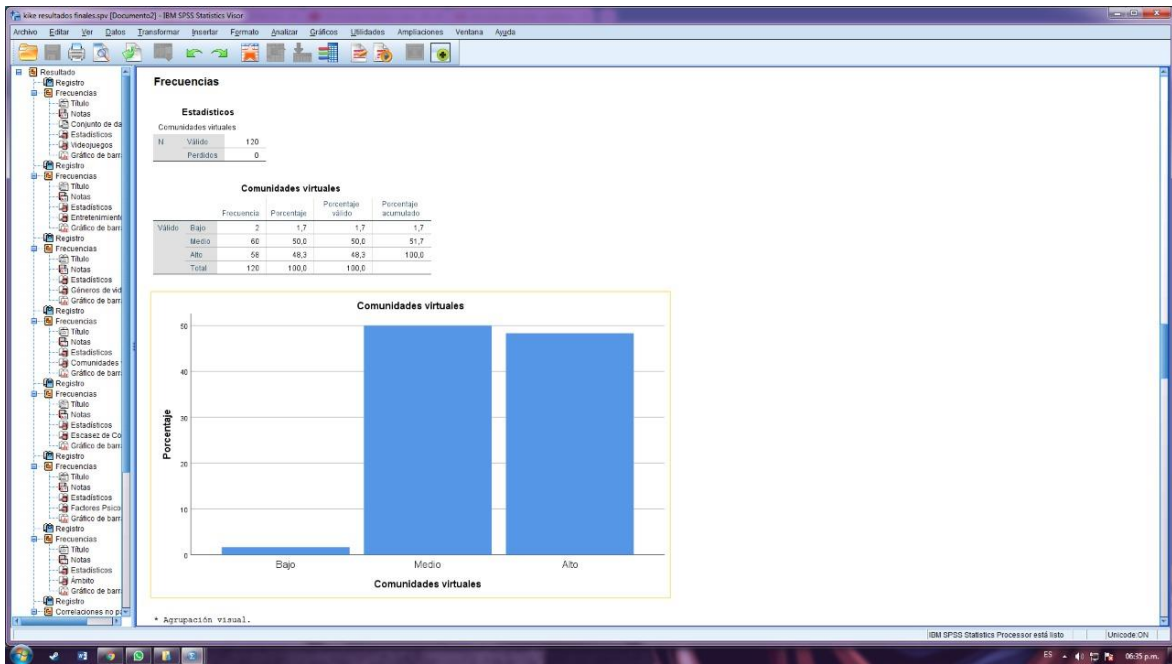 kike resultados finales.spv [Documento2] - IBM SPSS Statistics Visor
Archivo Editar Ver Datos Transformar Insertar Formato Analizar Gráficos Utilidades Ampliaciones Ventana Ayuda
Resultado
Registro
Frecuencias
Título
Notas
Conjunto de da
Estadísticos
Videojuegos
Gráfico de barr
Registro
Frecuencias
Título
Notas
Estadísticos
Entretenimient
Gráfico de barr
Registro
Frecuencias
Título
Notas
Estadísticos
Géneros de vid
Gráfico de barr
Registro
Frecuencias
Título
Notas
Estadísticos
Comunidades
Gráfico de barr
Registro
Frecuencias
Título
Notas
Estadísticos
Escasez de Co
Gráfico de barr
Registro
Frecuencias
Título
Notas
Estadísticos
Factores Psico
Gráfico de barr
Registro
Frecuencias
Título
Notas
Estadísticos
Ámbito
Gráfico de barr
Registro
Correlaciones no p
Frecuencias
Estadísticos
Comunidades virtuales
N Válido 120
Perdidos 0
Comunidades virtuales
Frecuencia Porcentaje Porcentaje válido Porcentaje acumulado
Válido Bajo 2 1,7 1,7 1,7
Medio 60 50,0 50,0 51,7
Alto 58 48,3 48,3 100,0
Total 120 100,0 100,0
Comunidades virtuales
Porcentaje
50
40
30
20
10
0
Bajo Medio Alto
Comunidades virtuales
* Agrupación visual.
IBM SPSS Statistics Processor está listo Unicode:ON
ES 06:35 p.m.